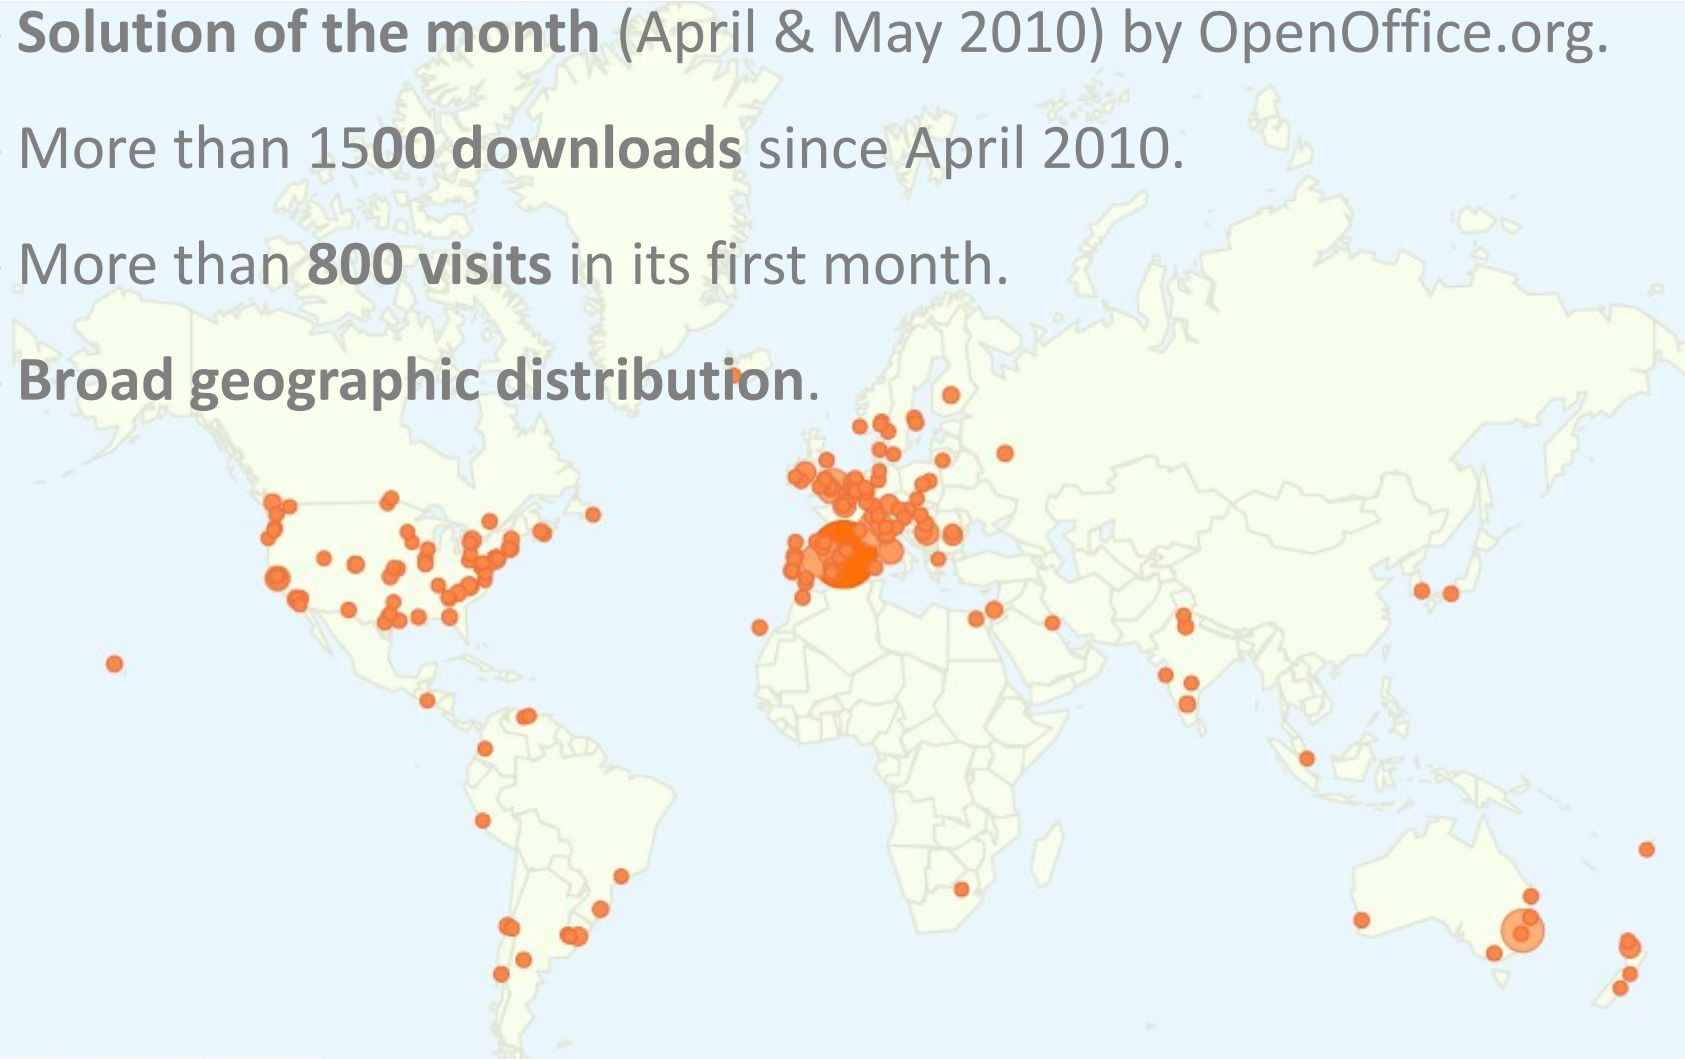 Solution of the month (April & May 2010) by OpenOffice.org.
More than 1500 downloads since April 2010.
More than 800 visits in its first month.
Broad geographic distribution.